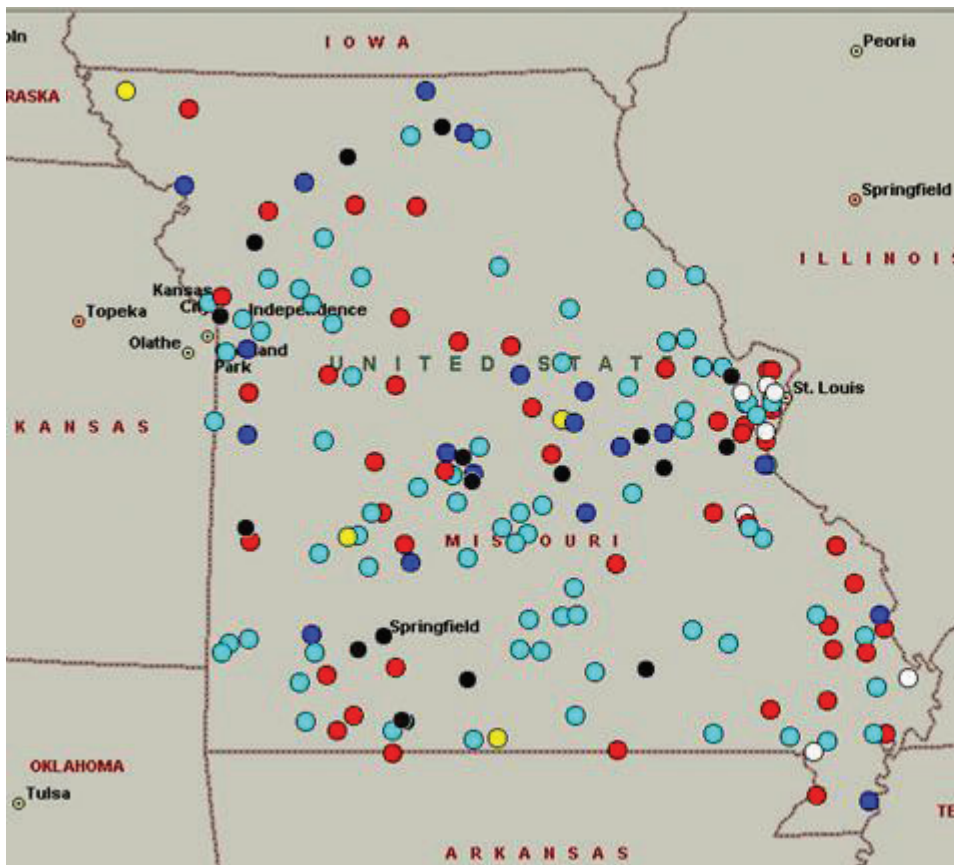 IOWA
Peoria
RASKA
Springfield
ILLINOIS
Kansas
City
Independence
Topeka
Olathe
Park
UNITED STAT
St. Louis
KANSAS
MISSOURI
Springfield
OKLAHOMA
Tulsa
TE
ARKANSAS